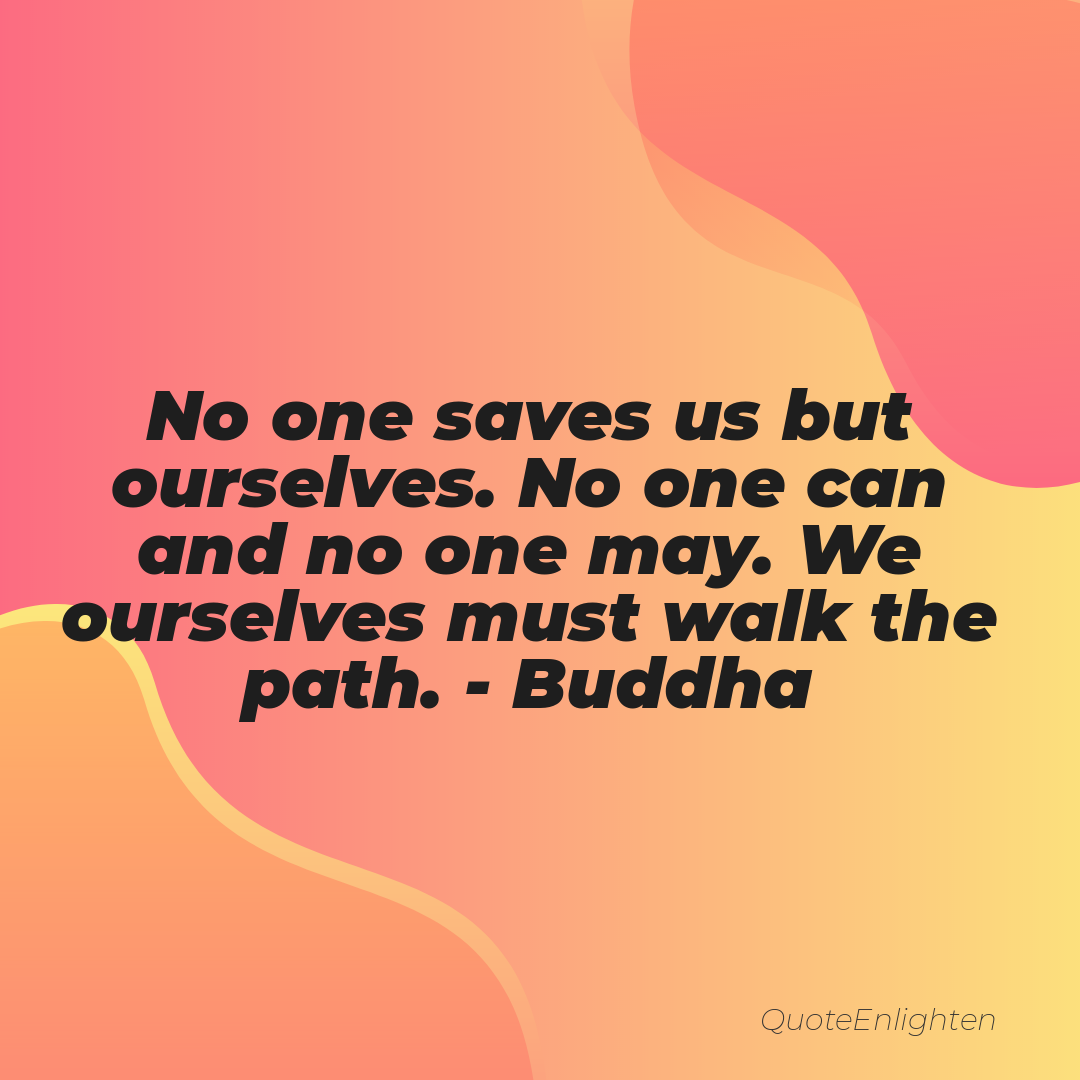 No one saves us but
ourselves. No one can
and no one may. We
ourselves must walk the
path. - Buddha
QuoteEnlighten